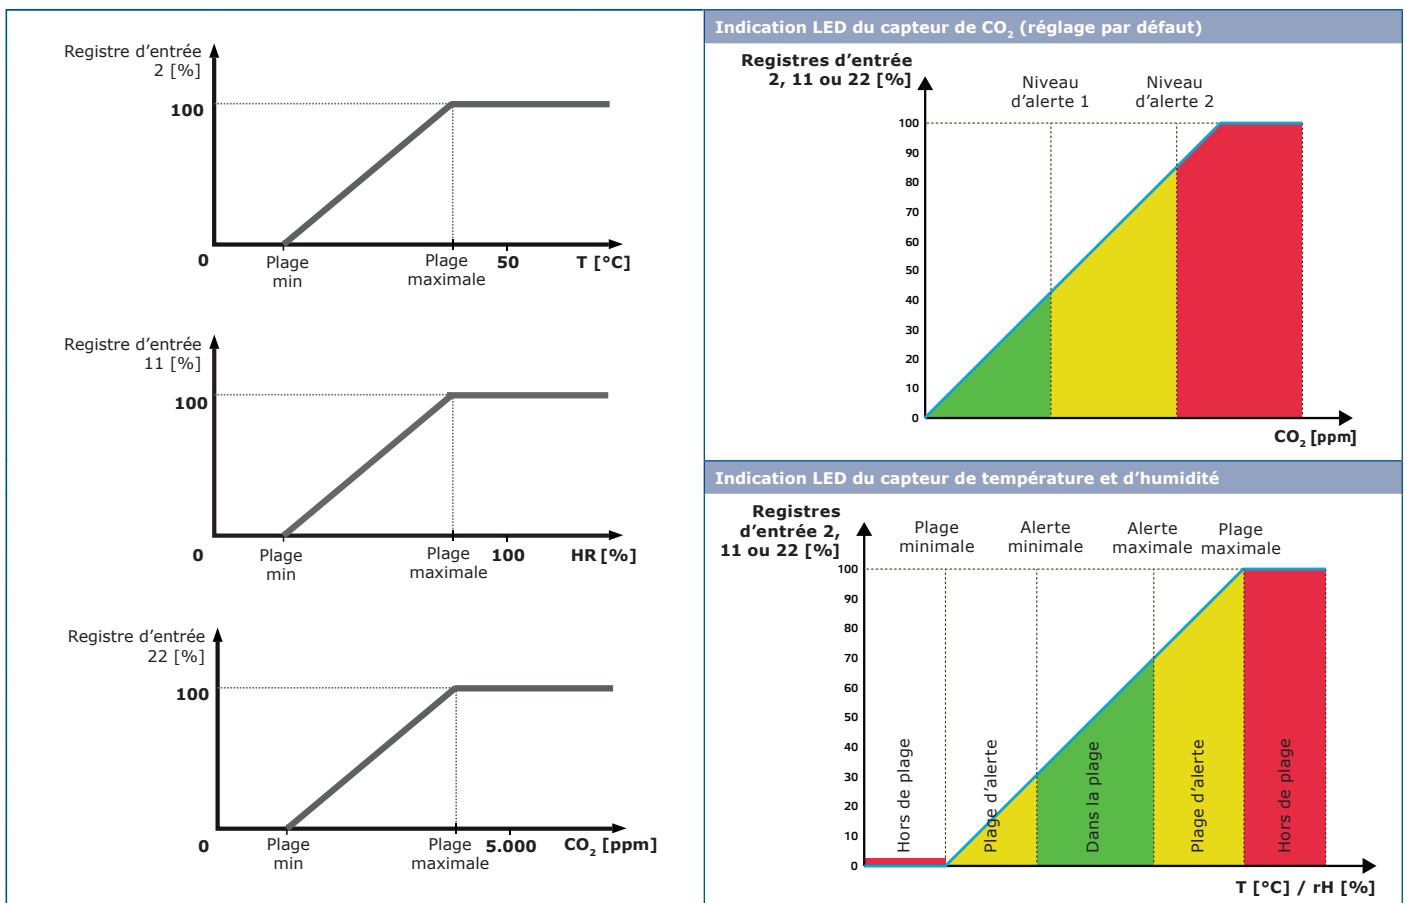 Registre d'entrée
2 [%]
100
0
Plage
min
Plage
maximale
50
T [°C]
Registre d'entrée
11 [%]
100
0
Plage
min
Plage
maximale
100
HR [%]
Registre d'entrée
22 [%]
100
0
Plage
min
Plage
maximale
5.000
CO2 [ppm]
Indication LED du capteur de CO2 (réglage par défaut)
Registres d'entrée
2, 11 ou 22 [%]
Niveau
d'alerte 1
Niveau
d'alerte 2
100
90
80
70
60
50
40
30
20
10
0
CO2 [ppm]
Indication LED du capteur de température et d'humidité
Registres
d'entrée 2,
11 ou 22 [%]
Plage
minimale
Alerte
minimale
Alerte
maximale
Plage
maximale
100
90
80
70
60
50
40
30
20
10
0
Hors de plage
Plage d'alerte
Dans la plage
Plage d'alerte
Hors de plage
T [°C] / rH [%]